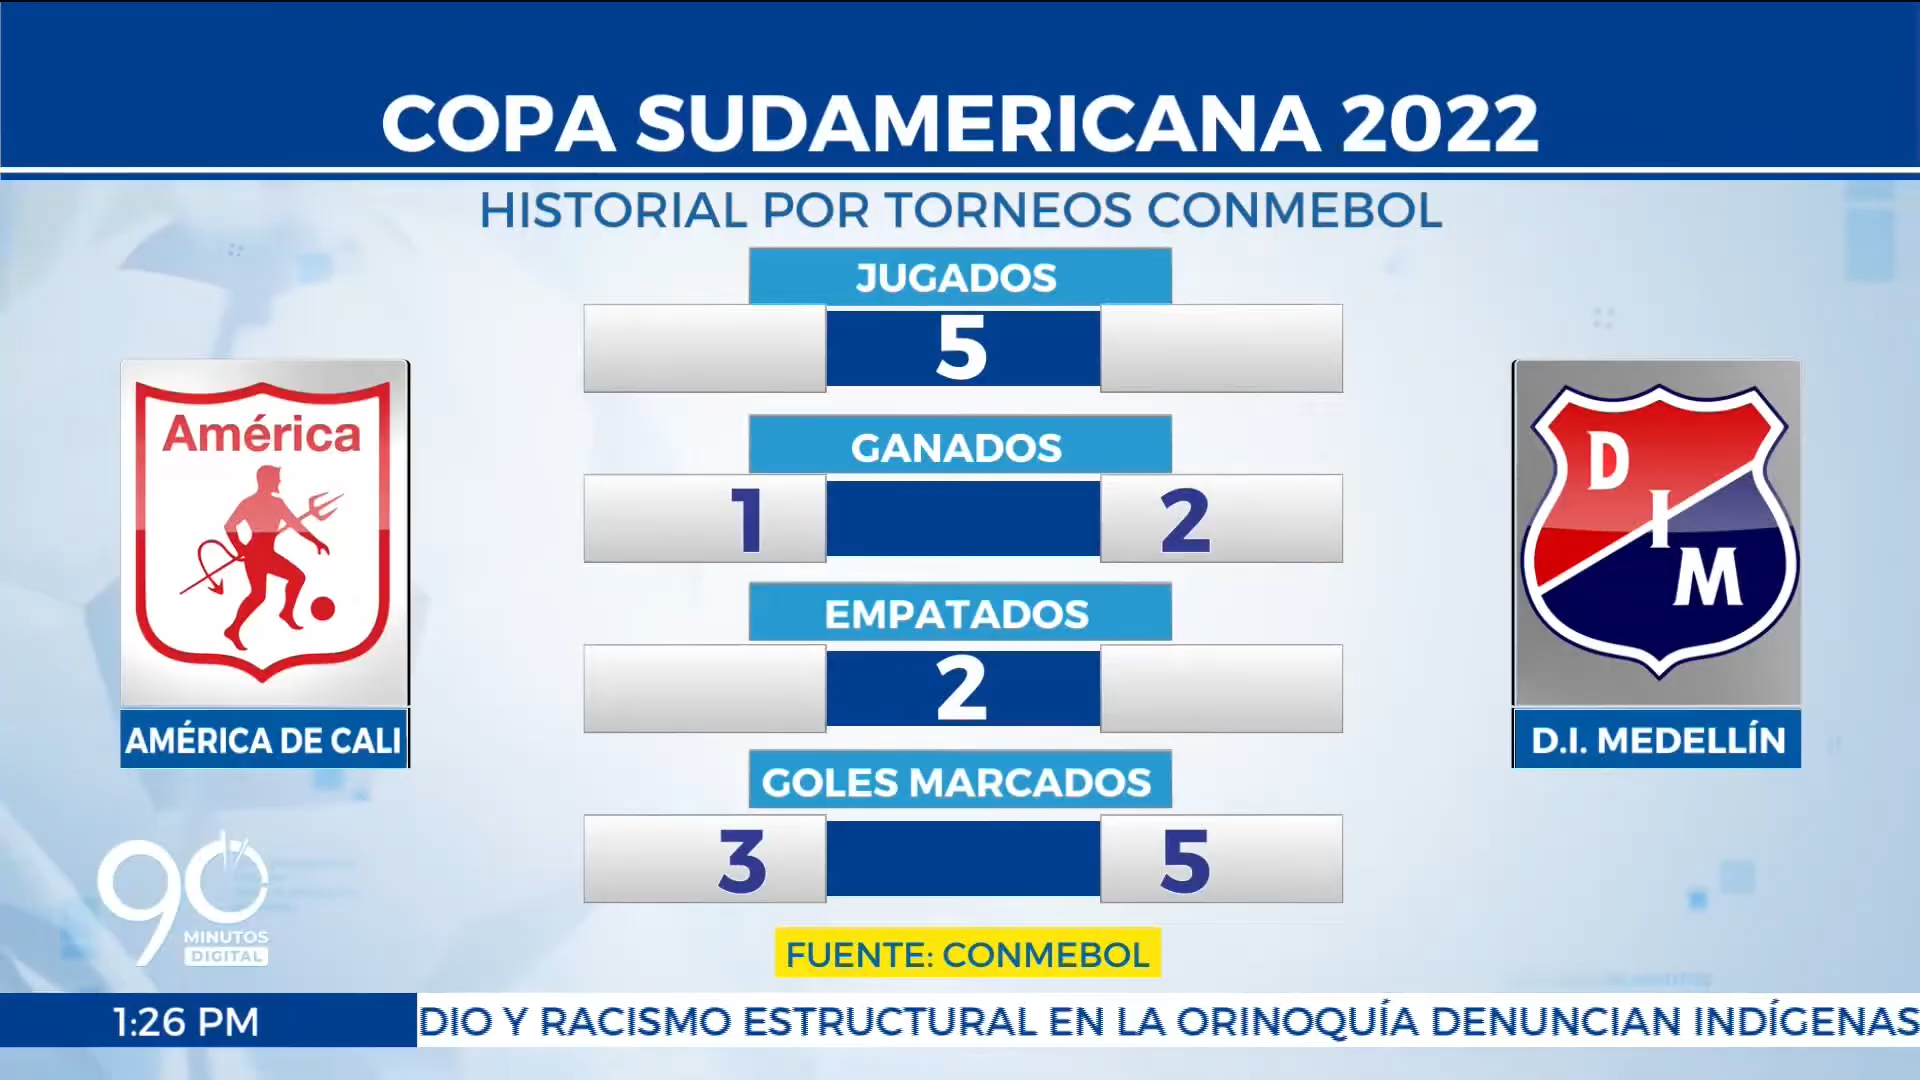 COPA SUDAMERICANA 2022
HISTORIAL POR TORNEOS CONMEBOL
JUGADOS
5
GANADOS
1 2
EMPATADOS
2
GOLES MARCADOS
3 5
América
AMÉRICA DE CALI
D I M
D.I. MEDELLÍN
90
MINUTOS
DIGITAL
FUENTE: CONMEBOL
1:26 PM
DIO Y RACISMO ESTRUCTURAL EN LA ORINOQUÍA DENUNCIAN INDÍGENAS